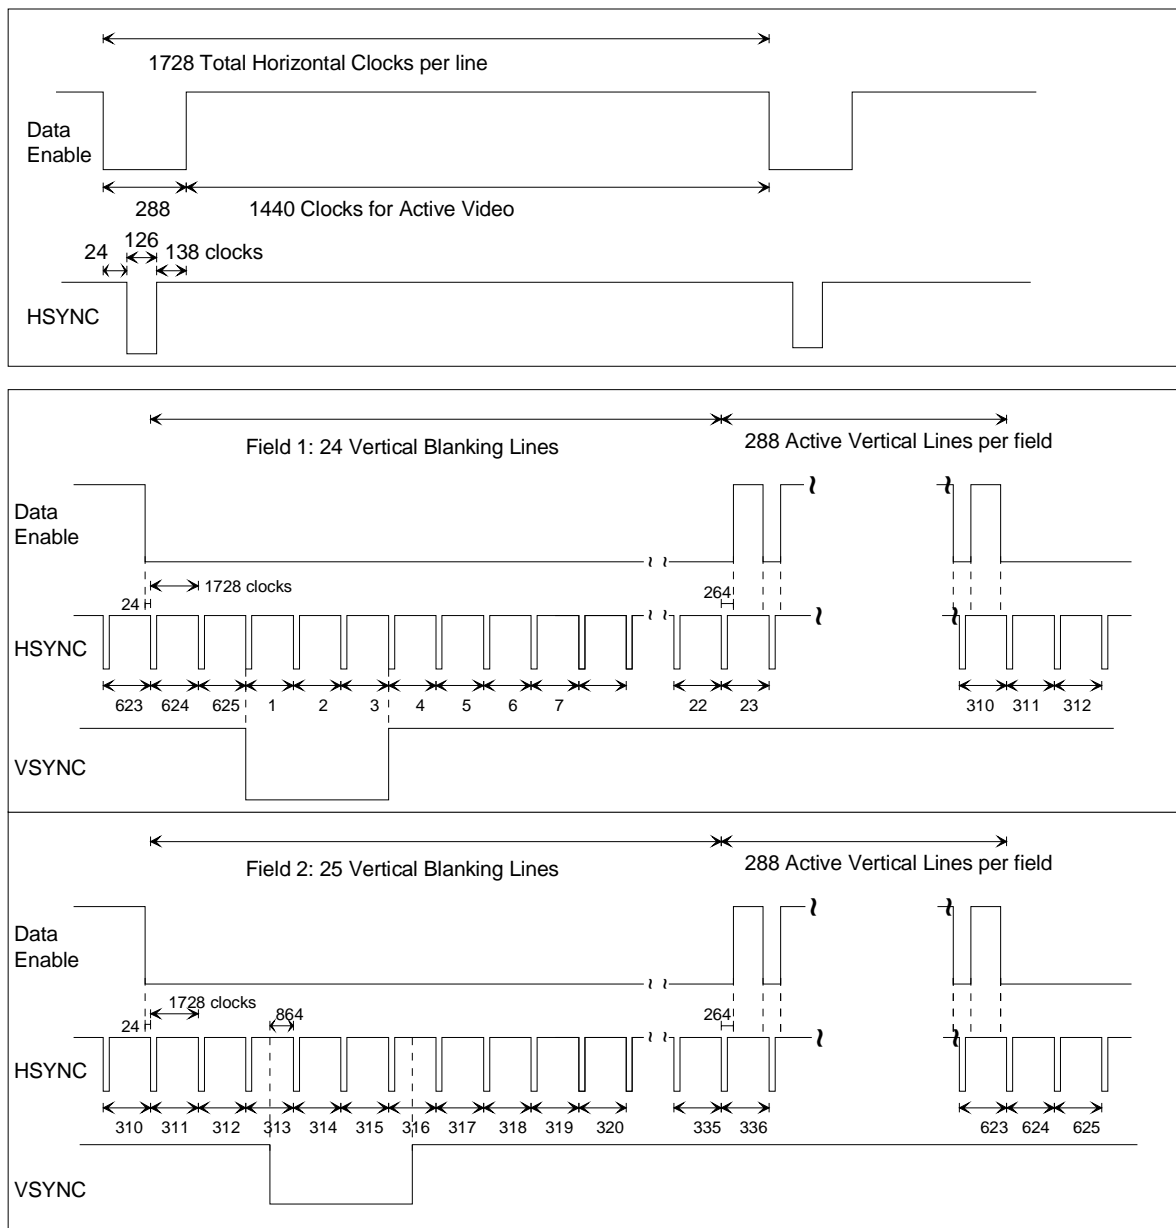 1728 Total Horizontal Clocks per line
Data
Enable
288
1440 Clocks for Active Video
126
24
138 clocks
HSYNC
Field 1: 24 Vertical Blanking Lines
288 Active Vertical Lines per field
Data
Enable
1728 clocks
24
264
HSYNC
623 624 625 1 2 3 4 5 6 7 22 23 310 311 312
VSYNC
Field 2: 25 Vertical Blanking Lines
288 Active Vertical Lines per field
Data
Enable
1728 clocks
864
24
264
HSYNC
310 311 312 313 314 315 316 317 318 319 320 335 336 623 624 625
VSYNC